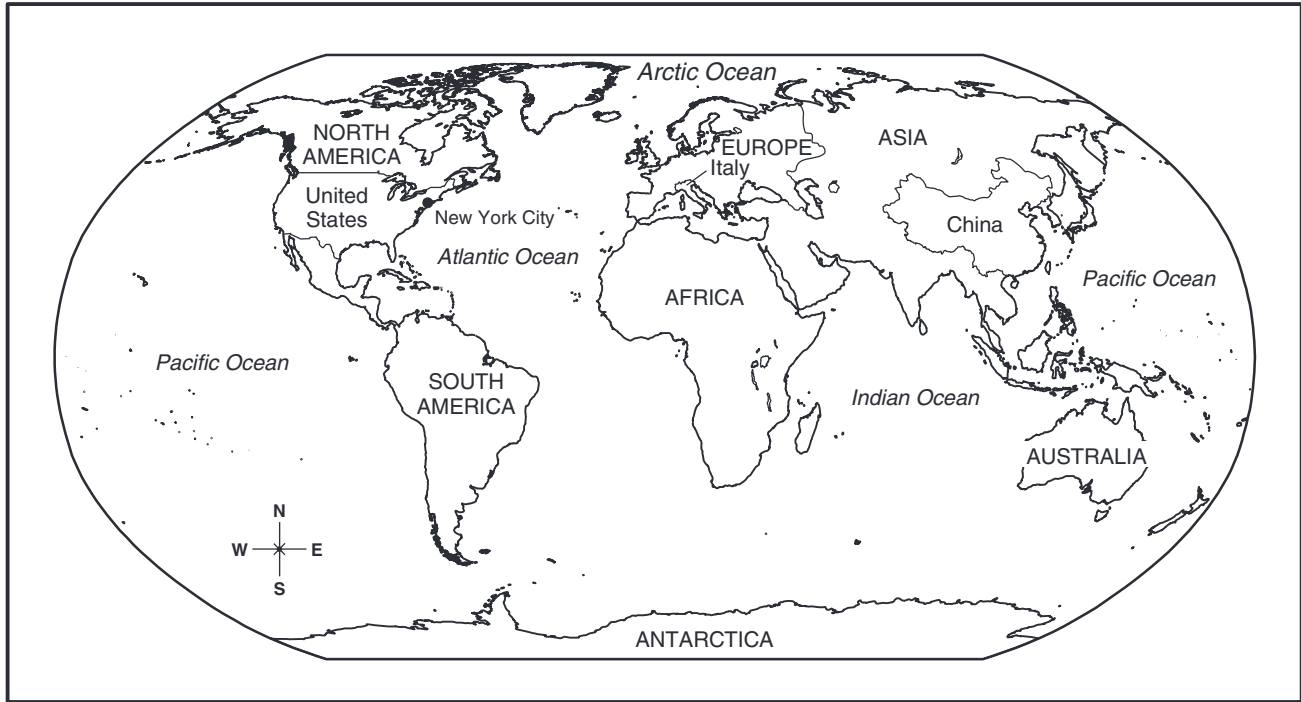 Arctic Ocean
NORTH
AMERICA
EUROPE
ASIA
Italy
United
States
New York City
China
Atlantic Ocean
Pacific Ocean
AFRICA
Pacific Ocean
SOUTH
AMERICA
Indian Ocean
AUSTRALIA
N
W E
S
ANTARCTICA